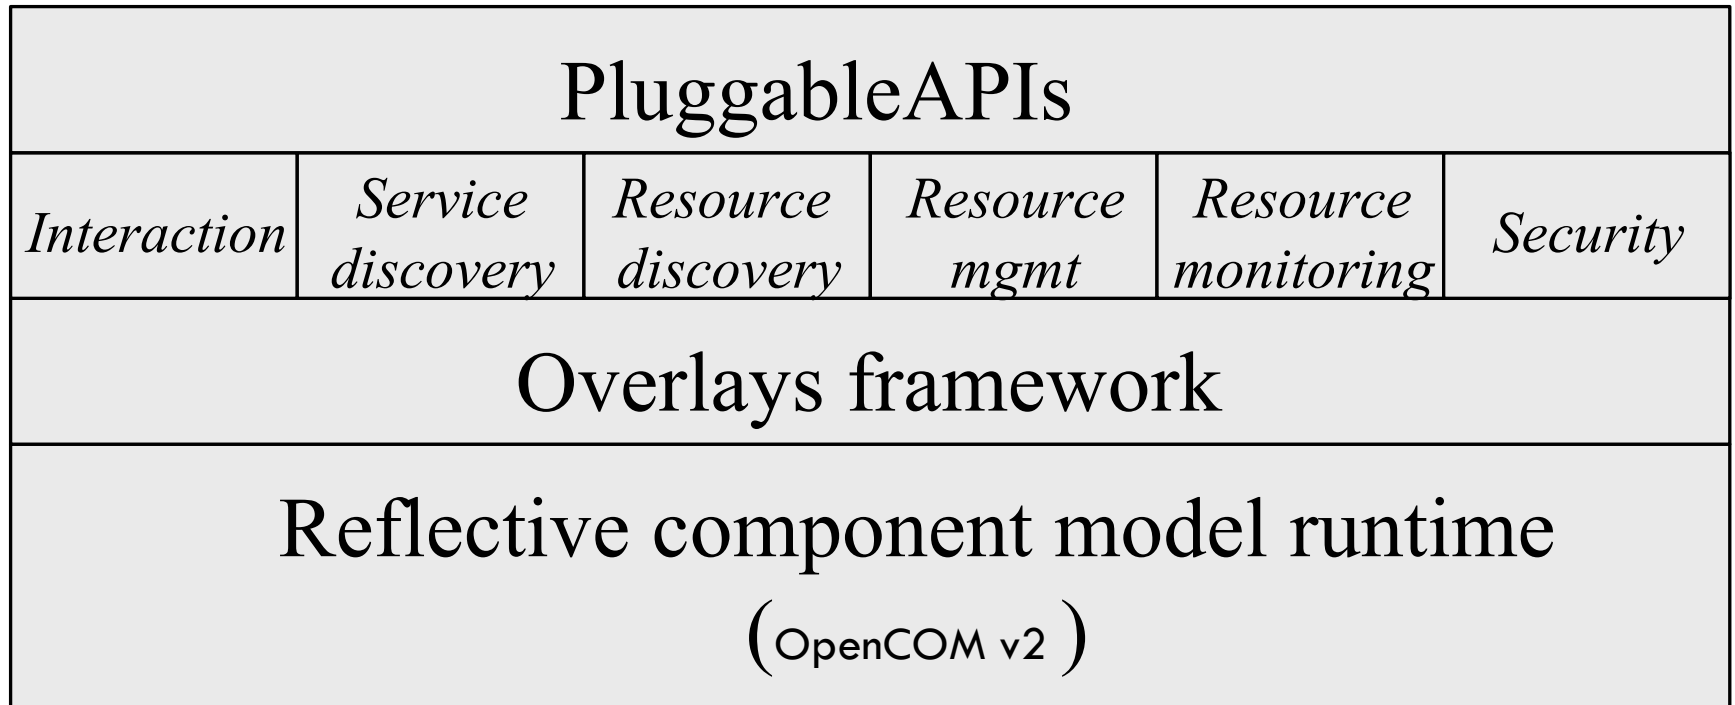 PluggableAPIs
Interaction
Service
discovery
Resource
discovery
Resource
mgmt
Resource
monitoring
Security
Overlays framework
Reflective component model runtime
(OpenCOM v2 )